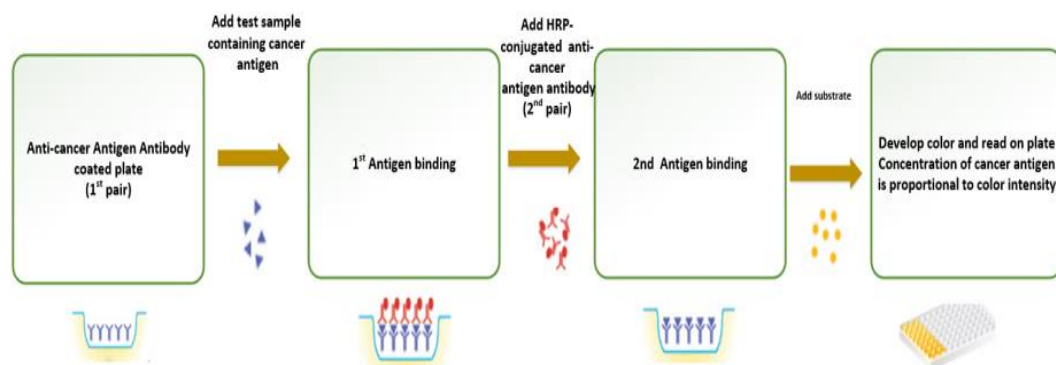 Anti-cancer Antigen Antibody
coated plate
(1st pair)
Add test sample
containing cancer
antigen
1st Antigen binding
Add HRP-
conjugated anti-
cancer
antigen antibody
(2nd pair)
2nd Antigen binding
Add substrate
Develop color and read on plate
Concentration of cancer antigen
is proportional to color intensity